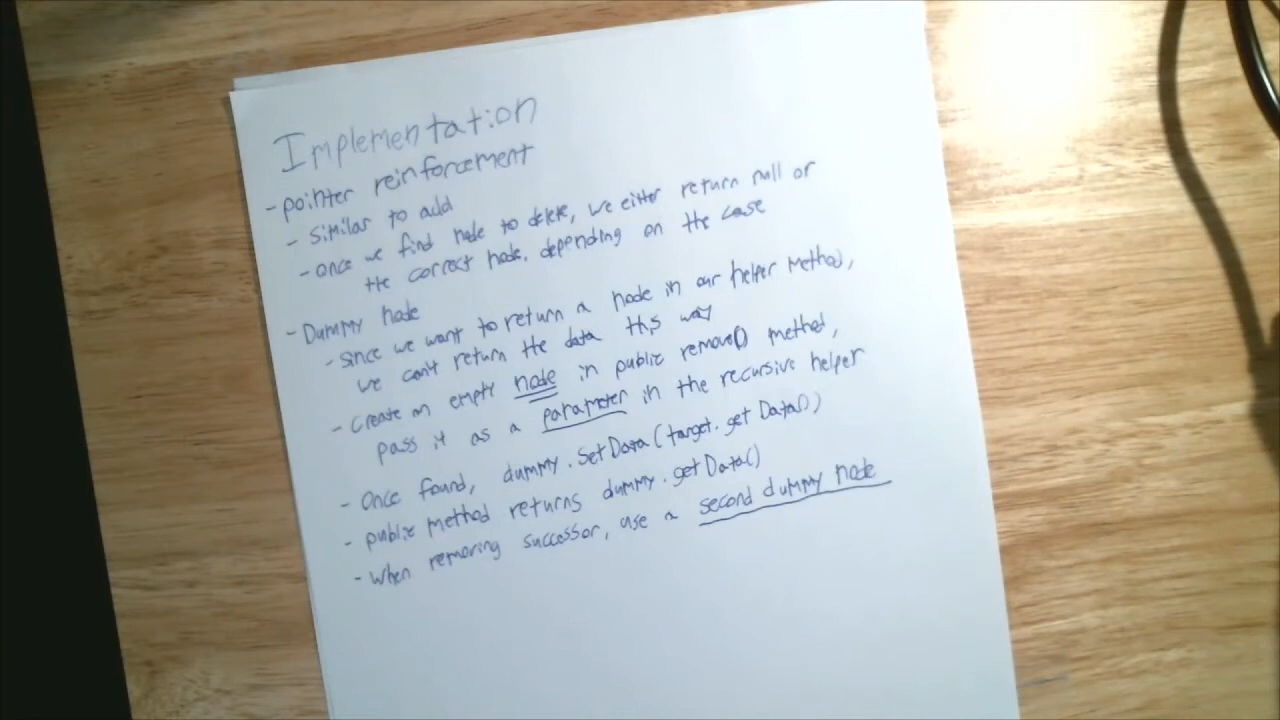 Implementation
- pointer reinforcement
- similar to add
- once we find node to delete, we either return null or
the correct node, depending on the case
- Dummy node
- since we want to return a node in our helper method,
we can't return the data this way
- create an empty node in public remove() method,
pass it as a parameter in the recursive helper
- Once found, dummy.setData(target.getData())
- public method returns dummy.getData()
- when removing successor, use a second dummy node